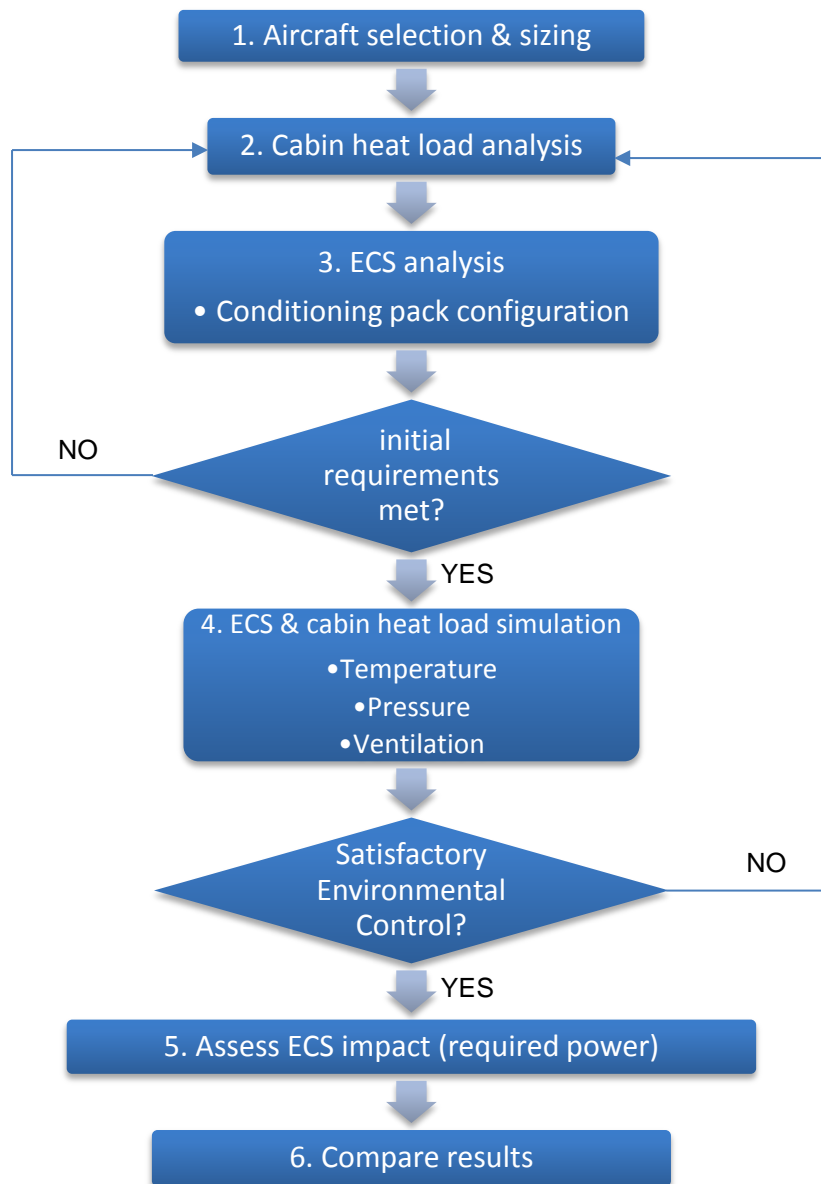 1. Aircraft selection & sizing
2. Cabin heat load analysis
3. ECS analysis
• Conditioning pack configuration
initial
requirements
met?
NO
YES
4. ECS & cabin heat load simulation
•Temperature
•Pressure
•Ventilation
Satisfactory
Environmental
Control?
NO
YES
5. Assess ECS impact (required power)
6. Compare results